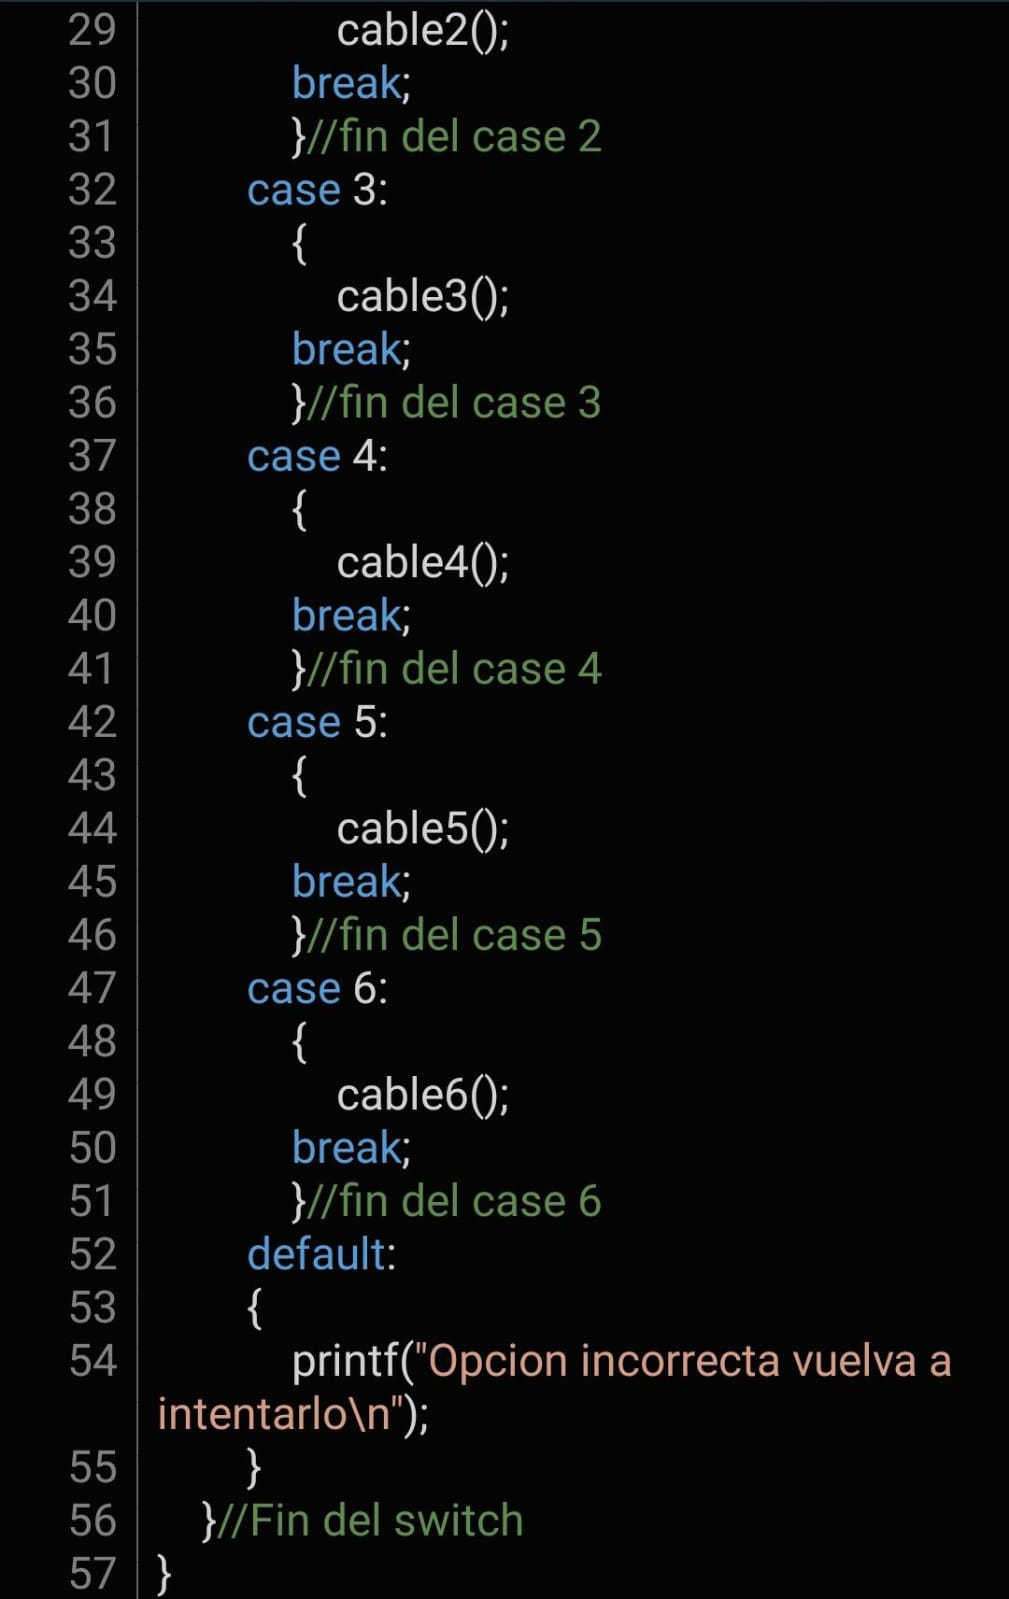 29 cable2();
30 break;
31 }//fin del case 2
32 case 3:
33 {
34 cable3();
35 break;
36 }//fin del case 3
37 case 4:
38 {
39 cable4();
40 break;
41 }//fin del case 4
42 case 5:
43 {
44 cable5();
45 break;
46 }//fin del case 5
47 case 6:
48 {
49 cable6();
50 break;
51 }//fin del case 6
52 default:
53 {
54 printf("Opcion incorrecta vuelva a
intentarlo\n");
55 }
56 }//Fin del switch
57 }